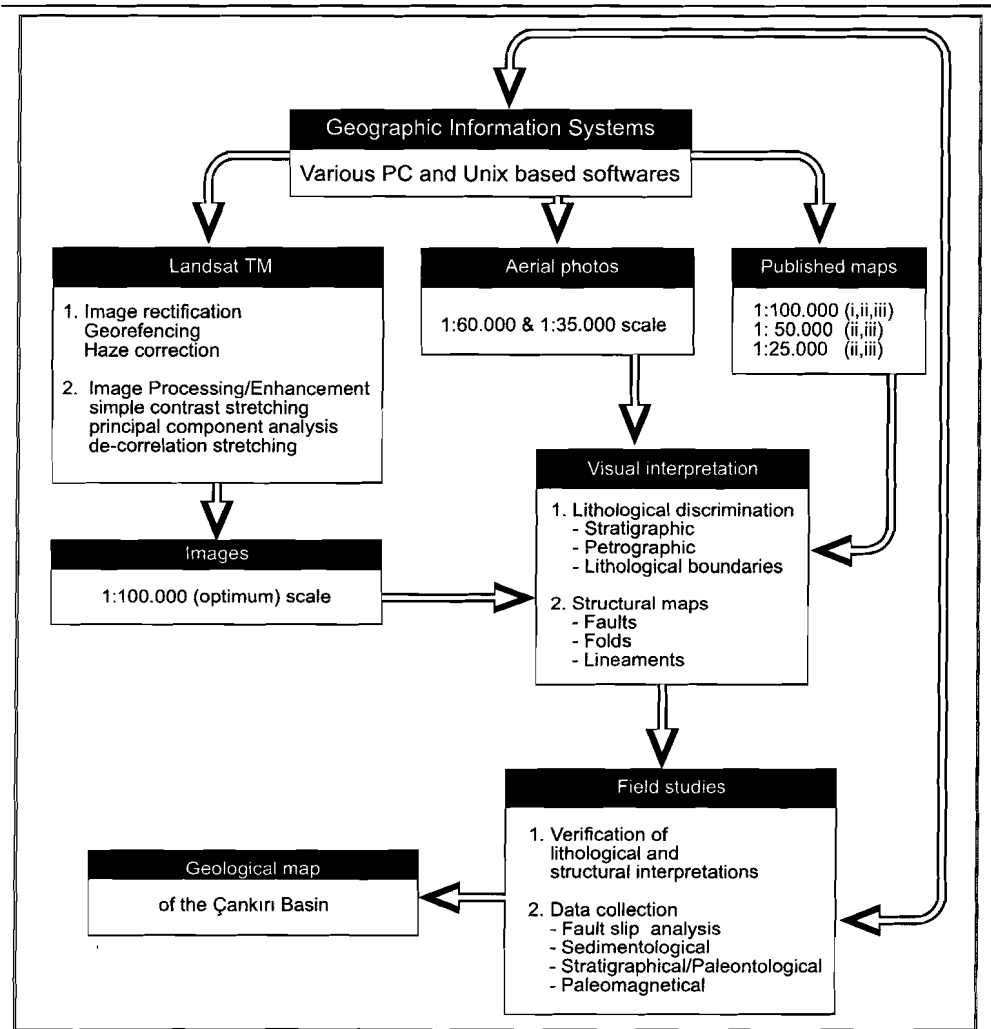 Geographic Information Systems
Various PC and Unix based softwares
Landsat TM
1. Image rectification
Georefencing
Haze correction
2. Image Processing/Enhancement
simple contrast stretching
principal component analysis
de-correlation stretching
Aerial photos
1:60.000 & 1:35.000 scale
Published maps
1:100.000 (i,ii,iii)
1: 50.000 (ii,iii)
1:25.000 (ii,iii)
Images
1:100.000 (optimum) scale
Visual interpretation
1. Lithological discrimination
- Stratigraphic
- Petrographic
- Lithological boundaries
2. Structural maps
- Faults
- Folds
- Lineaments
Field studies
1. Verification of
lithological and
structural interpretations
2. Data collection
- Fault slip analysis
- Sedimentological
- Stratigraphical/Paleontological
- Paleomagnetical
Geological map
of the Çankırı Basin